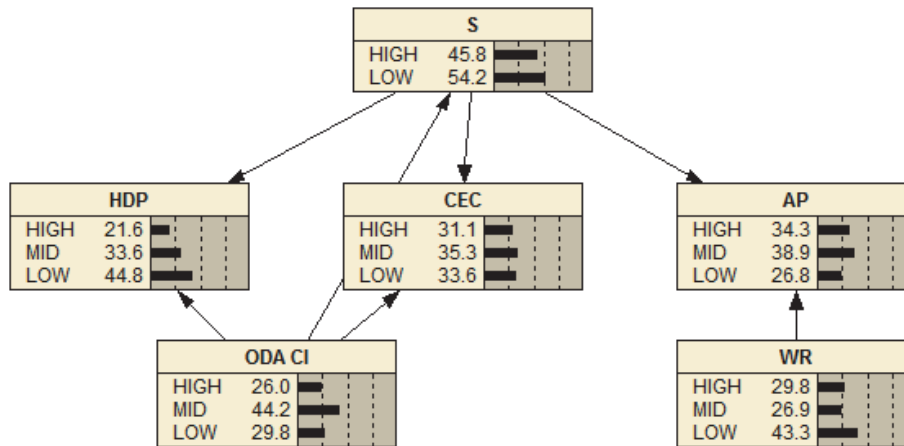 S
HIGH 45.8
LOW 54.2
HDP
HIGH 21.6
MID 33.6
LOW 44.8
CEC
HIGH 31.1
MID 35.3
LOW 33.6
AP
HIGH 34.3
MID 38.9
LOW 26.8
ODA CI
HIGH 26.0
MID 44.2
LOW 29.8
WR
HIGH 29.8
MID 26.9
LOW 43.3